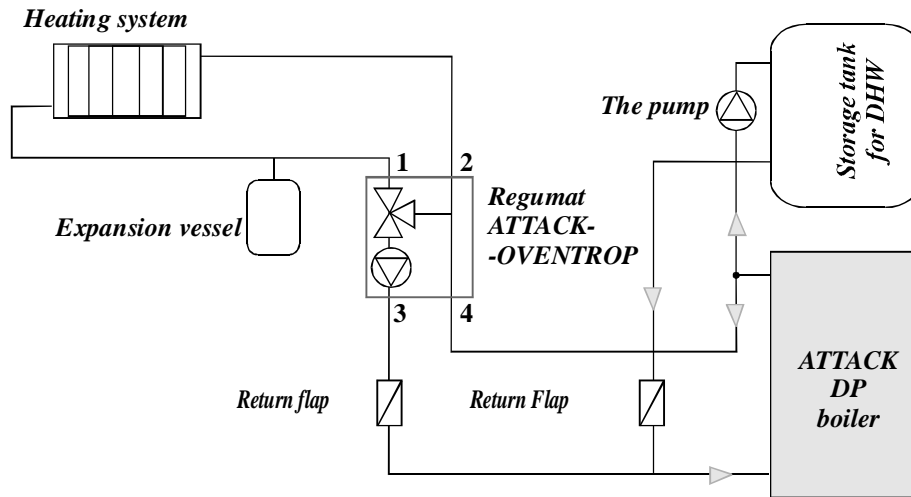 Heating system
The pump
Storage tank
for DHW
1
2
Regumat
ATTACK-
-OVENTROP
Expansion vessel
3
4
ATTACK
DP
boiler
Return flap
Return Flap